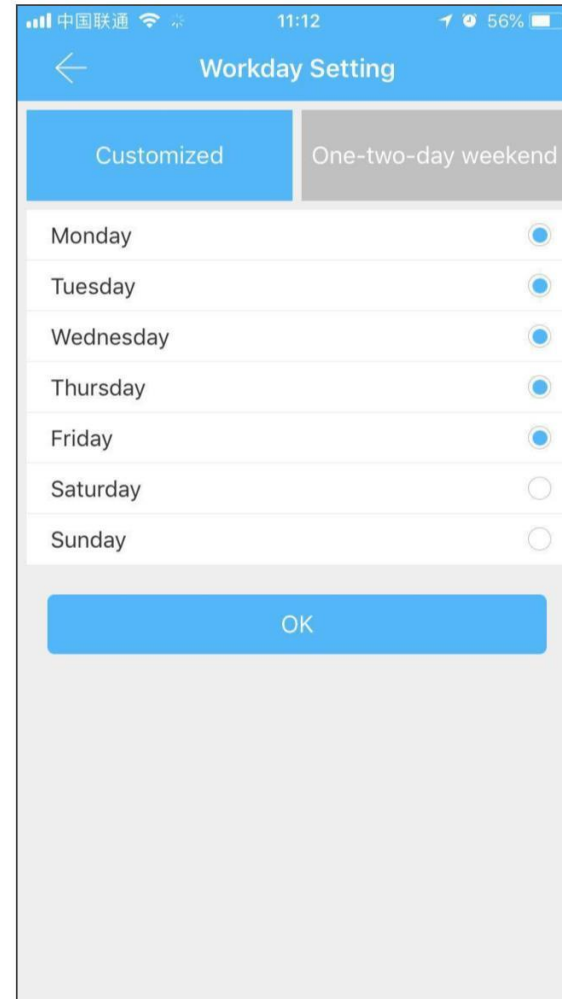 中国联通 11:12 56%
Workday Setting
Customized One-two-day weekend
Monday
Tuesday
Wednesday
Thursday
Friday
Saturday
Sunday
OK